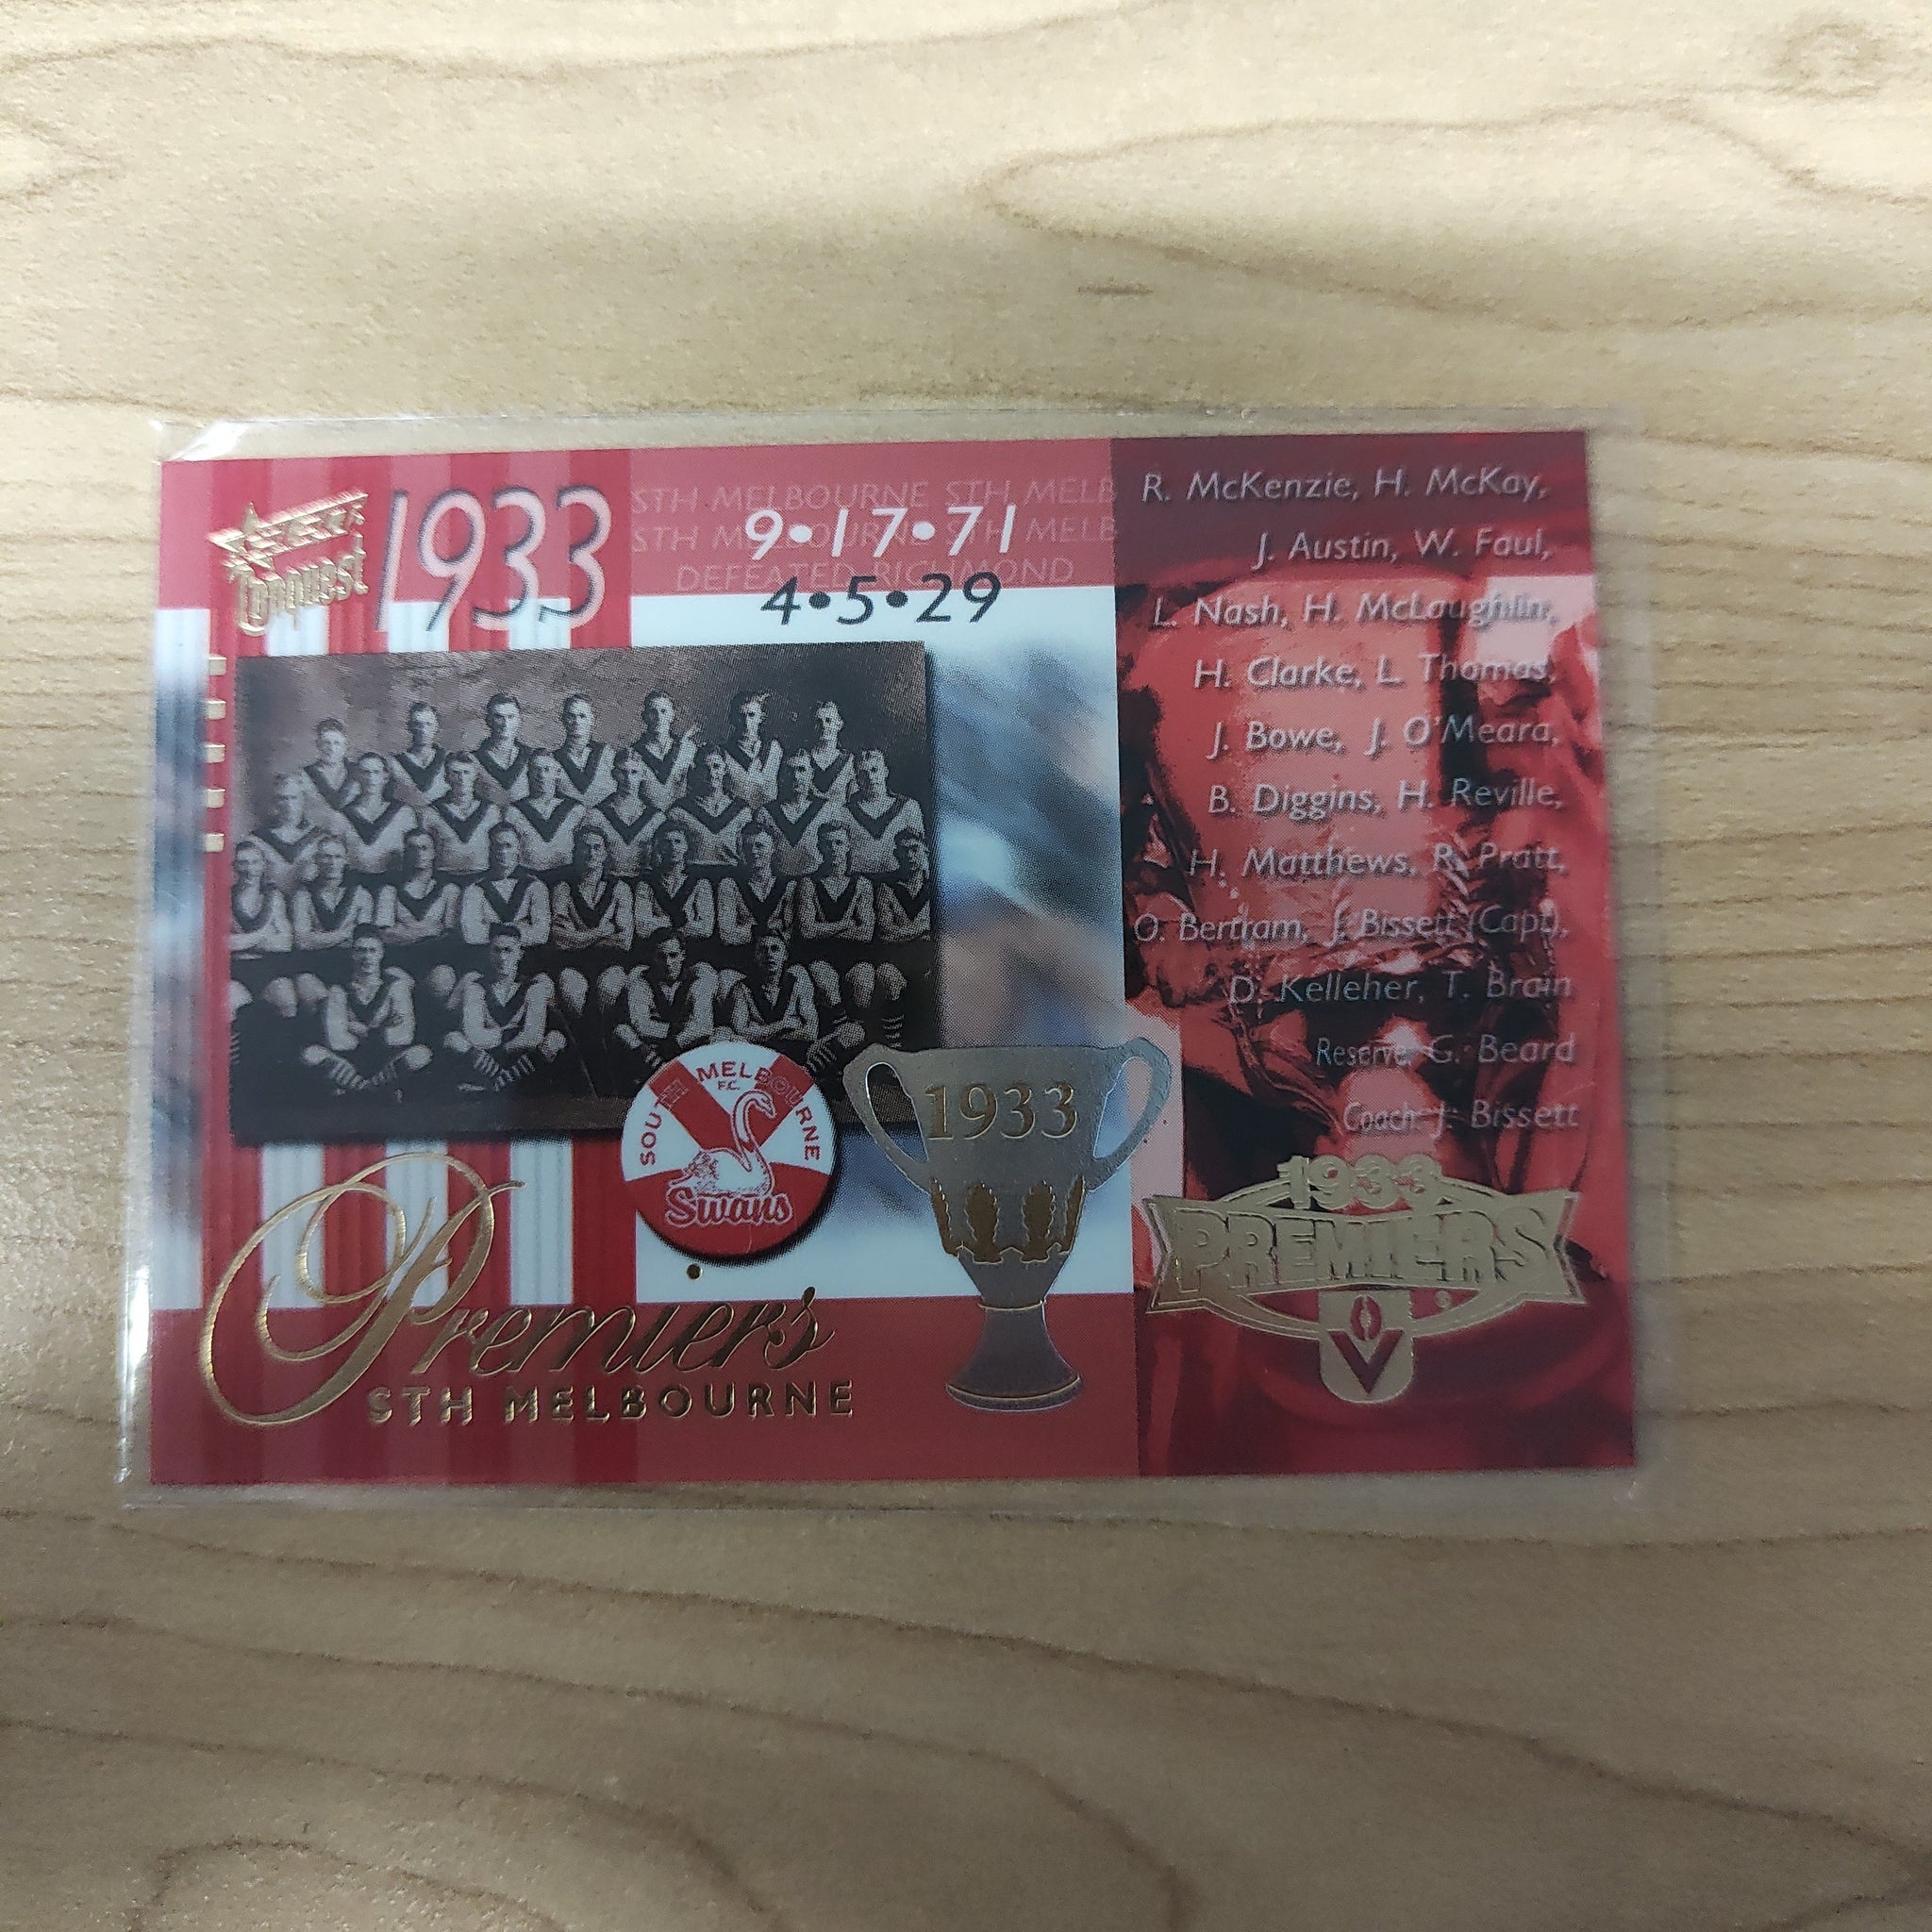 SELECT
Conquest
1933
STH MELBOURNE STH MELB
STH MELBOURNE STH MELB
DEFEATED RICHMOND
9•17•71
4•5•29
R. McKenzie, H. McKay,
J. Austin, W. Faul,
L. Nash, H. McLaughlin,
H. Clarke, L. Thomas,
J. Bowe, J. O'Meara,
B. Diggins, H. Reville,
H. Matthews, R. Pratt,
O. Bertram, J. Bissett (Capt),
D. Kelleher, T. Brain
Reserve: G. Beard
Coach: J. Bissett
SOUTH MELBOURNE
F.C.
Swans
1933
Premiers
STH MELBOURNE
1933
PREMIERS
V